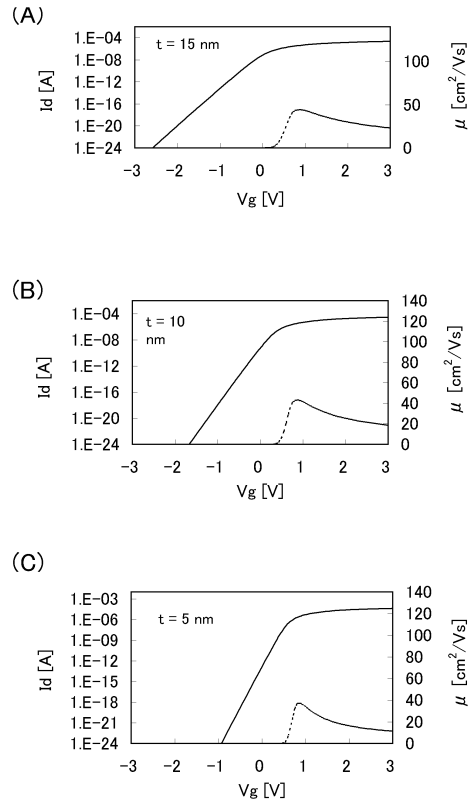 (A)
t = 15 nm
Id [A]
1.E-04
1.E-08
1.E-12
1.E-16
1.E-20
1.E-24
100
50
0
μ [cm²/Vs]
-3 -2 -1 0 1 2 3
Vg [V]
(B)
t = 10
nm
Id [A]
1.E-04
1.E-08
1.E-12
1.E-16
1.E-20
1.E-24
140
120
100
80
60
40
20
0
μ [cm²/Vs]
-3 -2 -1 0 1 2 3
Vg [V]
(C)
t = 5 nm
Id [A]
1.E-03
1.E-06
1.E-09
1.E-12
1.E-15
1.E-18
1.E-21
1.E-24
140
120
100
80
60
40
20
0
μ [cm²/Vs]
-3 -2 -1 0 1 2 3
Vg [V]